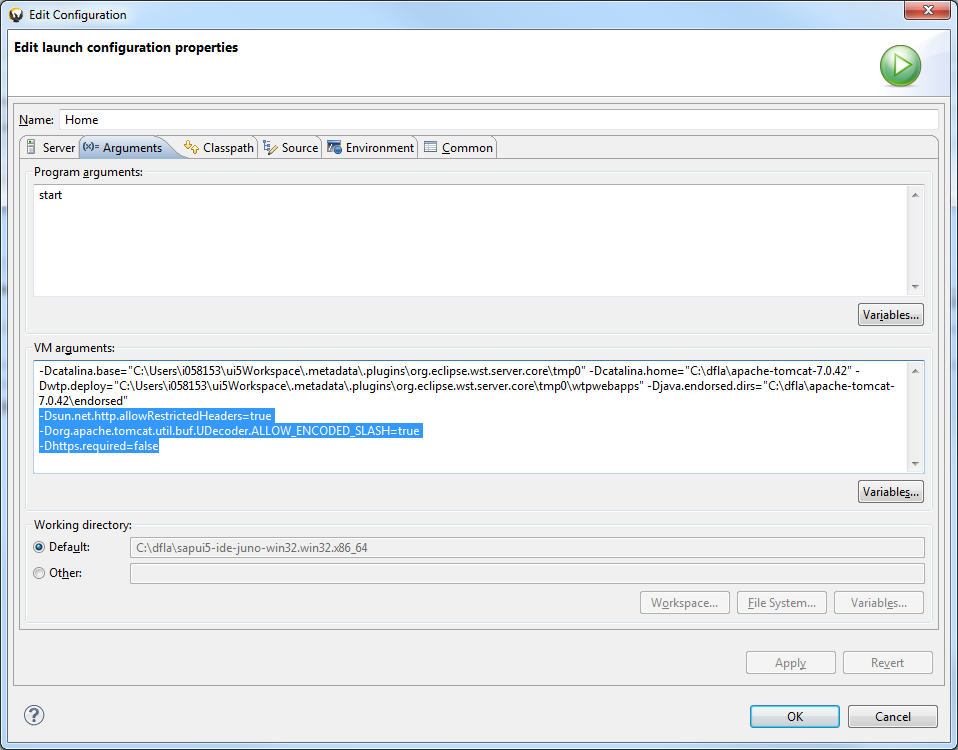 Edit Configuration
Edit launch configuration properties
Name: Home
Server (x)= Arguments Classpath Source Environment Common
Program arguments:
start
Variables...
VM arguments:
-Dcatalina.base="C:\Users\i058153\ui5Workspace\.metadata\.plugins\org.eclipse.wst.server.core\tmp0" -Dcatalina.home="C:\dfla\apache-tomcat-7.0.42" -
Dwtp.deploy="C:\Users\i058153\ui5Workspace\.metadata\.plugins\org.eclipse.wst.server.core\tmp0\wtpwebapps" -Djava.endorsed.dirs="C:\dfla\apache-tomcat-
7.0.42\endorsed"
-Dsun.net.http.allowRestrictedHeaders=true
-Dorg.apache.tomcat.util.buf.UDecoder.ALLOW_ENCODED_SLASH=true
-Dhttps.required=false
Variables...
Working directory:
Default: C:\dfla\sapui5-ide-juno-win32.win32.x86_64
Other:
Workspace... File System... Variables...
Apply Revert
? OK Cancel